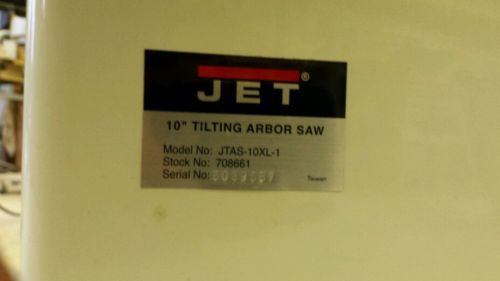 JET®
10" TILTING ARBOR SAW
Model No: JTAS-10XL-1
Stock No: 708661
Serial No:
Taiwan